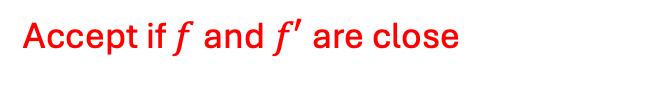 Accept if f and f′ are close